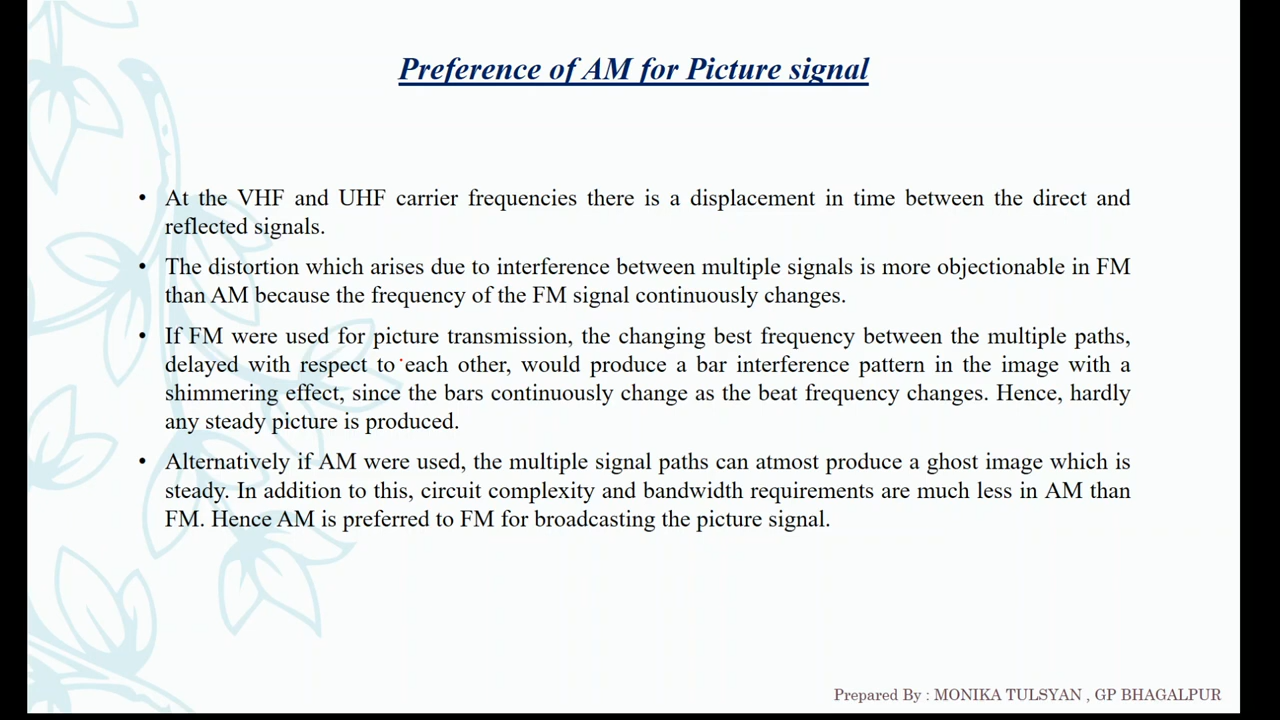 Preference of AM for Picture signal
• At the VHF and UHF carrier frequencies there is a displacement in time between the direct and
reflected signals.
• The distortion which arises due to interference between multiple signals is more objectionable in FM
than AM because the frequency of the FM signal continuously changes.
• If FM were used for picture transmission, the changing best frequency between the multiple paths,
delayed with respect to each other, would produce a bar interference pattern in the image with a
shimmering effect, since the bars continuously change as the beat frequency changes. Hence, hardly
any steady picture is produced.
• Alternatively if AM were used, the multiple signal paths can atmost produce a ghost image which is
steady. In addition to this, circuit complexity and bandwidth requirements are much less in AM than
FM. Hence AM is preferred to FM for broadcasting the picture signal.
Prepared By : MONIKA TULSYAN , GP BHAGALPUR